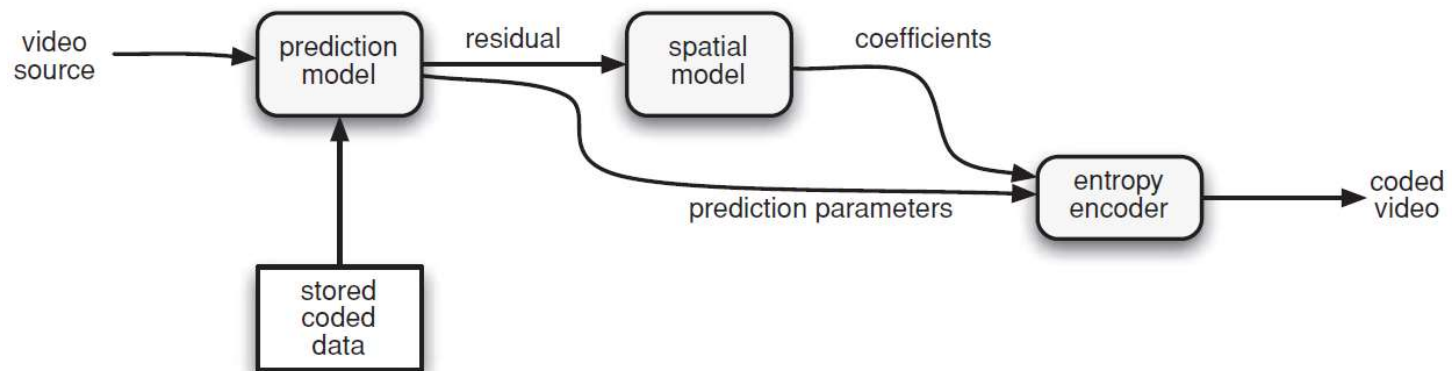 video
source
prediction
model
residual
spatial
model
coefficients
prediction parameters
entropy
encoder
coded
video
stored
coded
data